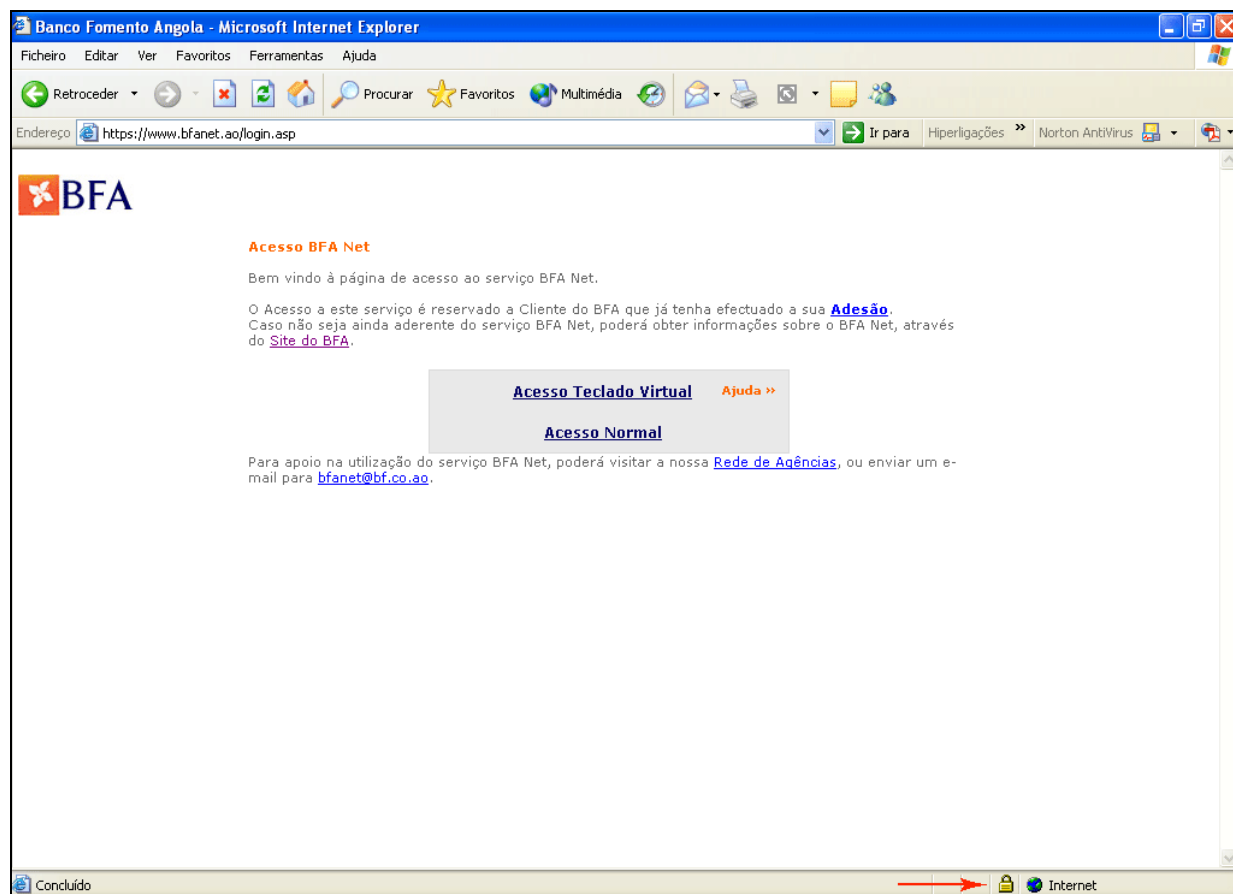 Banco Fomento Angola - Microsoft Internet Explorer
Ficheiro Editar Ver Favoritos Ferramentas Ajuda
Retroceder Procurar Favoritos Multimédia
Endereço https://www.bfanet.ao/login.asp Ir para Hiperligações » Norton AntiVirus
BFA
Acesso BFA Net
Bem vindo à página de acesso ao serviço BFA Net.
O Acesso a este serviço é reservado a Cliente do BFA que já tenha efectuado a sua Adesão.
Caso não seja ainda aderente do serviço BFA Net, poderá obter informações sobre o BFA Net, através
do Site do BFA.
Acesso Teclado Virtual Ajuda »
Acesso Normal
Para apoio na utilização do serviço BFA Net, poderá visitar a nossa Rede de Agências, ou enviar um e-
mail para bfanet@bf.co.ao.
Concluído Internet